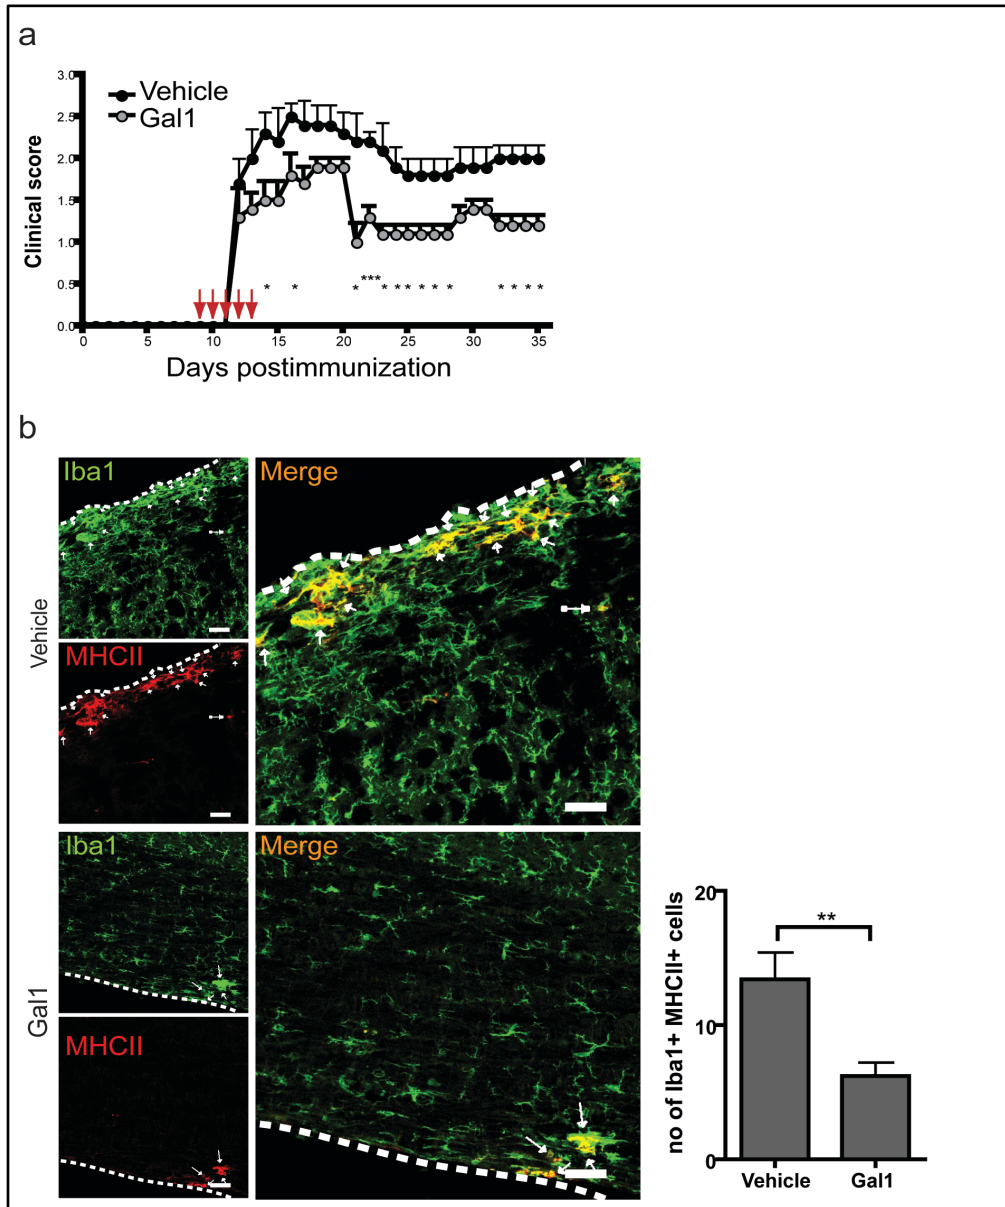 a
Vehicle
Gal1
Clinical score
3.0
2.5
2.0
1.5
1.0
0.5
0.0
* * * *** * * * * * * * * * *
0 5 10 15 20 25 30 35
Days postimmunization
b
Vehicle
Iba1
Merge
MHCII
Gal1
Iba1
Merge
MHCII
no of Iba1+ MHCII+ cells
20
10
0
**
Vehicle Gal1